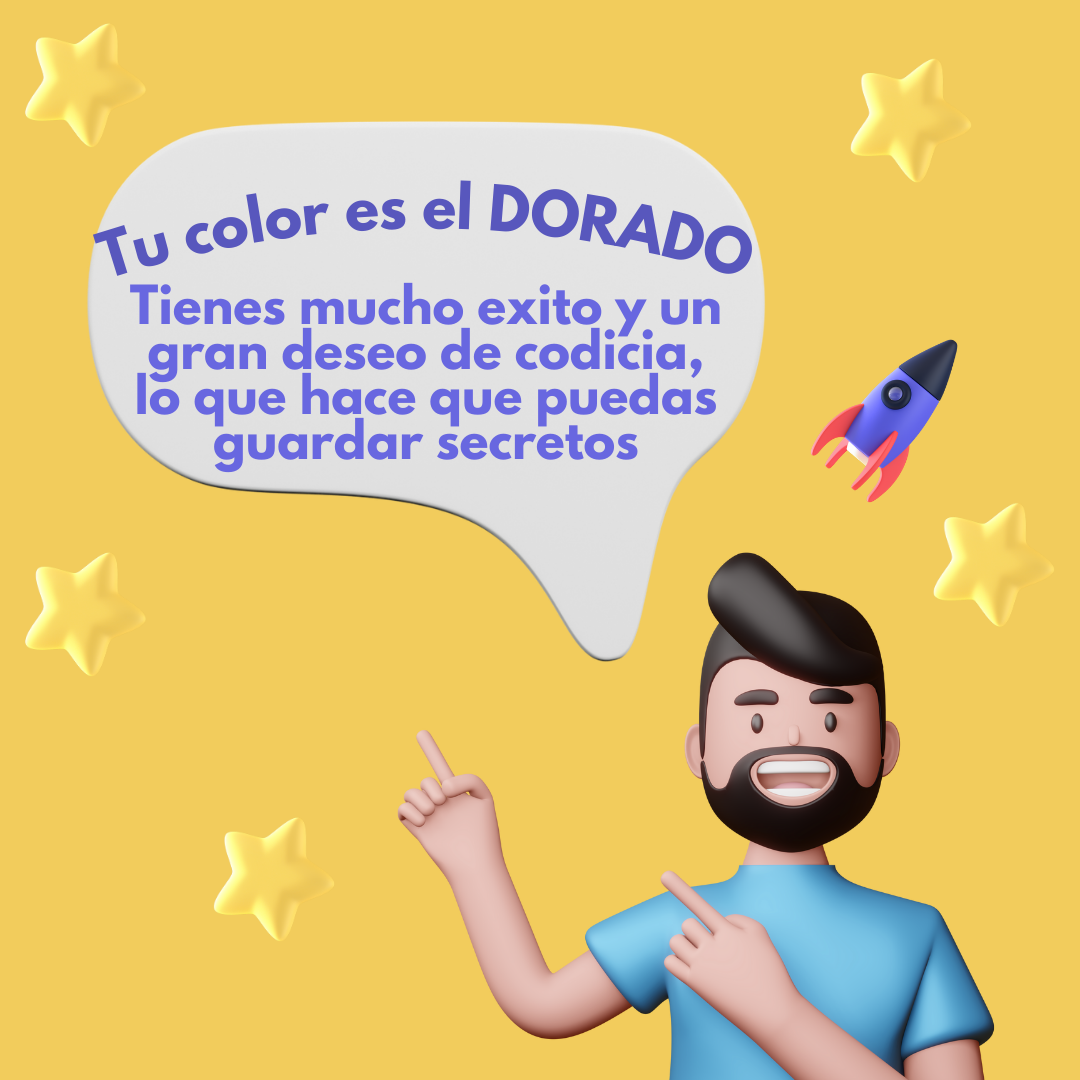 Tu color es el DORADO
Tienes mucho exito y un
gran deseo de codicia,
lo que hace que puedas
guardar secretos